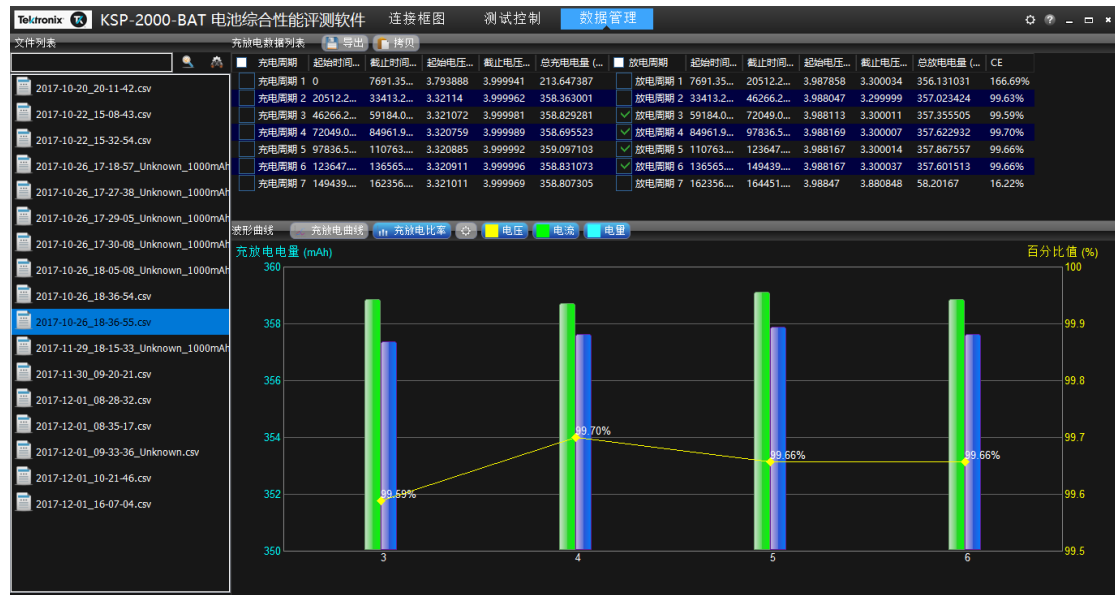 Tektronix KSP-2000-BAT 电池综合性能评测软件 连接框图 测试控制 数据管理
文件列表
充放电数据列表 导出 拷贝
2017-10-20_20-11-42.csv
2017-10-22_15-08-43.csv
2017-10-22_15-32-54.csv
2017-10-26_17-18-57_Unknown_1000mAh
2017-10-26_17-27-38_Unknown_1000mAh
2017-10-26_17-29-05_Unknown_1000mAh
2017-10-26_17-30-08_Unknown_1000mAh
2017-10-26_18-05-08_Unknown_1000mAh
2017-10-26_18-36-54.csv
2017-10-26_18-36-55.csv
2017-11-29_18-15-33_Unknown_1000mAh
2017-11-30_09-20-21.csv
2017-12-01_08-28-32.csv
2017-12-01_08-35-17.csv
2017-12-01_09-33-36_Unknown.csv
2017-12-01_10-21-46.csv
2017-12-01_16-07-04.csv
充电周期 起始时间... 截止时间... 起始电压... 截止电压... 总充电电量 (... 放电周期 起始时间... 截止时间... 起始电压... 截止电压... 总放电电量 (... CE
充电周期 1 0 7691.35... 3.793888 3.999941 213.647387 放电周期 1 7691.35... 20512.2... 3.987858 3.300034 356.131031 166.69%
充电周期 2 20512.2... 33413.2... 3.32114 3.999962 358.363001 放电周期 2 33413.2... 46266.2... 3.988047 3.299999 357.023424 99.63%
充电周期 3 46266.2... 59184.0... 3.321072 3.999981 358.829281 放电周期 3 59184.0... 72049.0... 3.988113 3.300011 357.355505 99.59%
充电周期 4 72049.0... 84961.9... 3.320759 3.999989 358.695523 放电周期 4 84961.9... 97836.5... 3.988169 3.300007 357.622932 99.70%
充电周期 5 97836.5... 110763.... 3.320885 3.999992 359.097103 放电周期 5 110763.... 123647.... 3.988167 3.300014 357.867557 99.66%
充电周期 6 123647.... 136565.... 3.320911 3.999996 358.831073 放电周期 6 136565.... 149439.... 3.988167 3.300037 357.601513 99.66%
充电周期 7 149439.... 162356.... 3.321011 3.999969 358.807305 放电周期 7 162356.... 164451.... 3.98847 3.880848 58.20167 16.22%
波形曲线 充放电曲线 充放电比率 电压 电流 电量
充放电电量 (mAh) 百分比值 (%)
360 100
358 99.9
356 99.8
354 99.70% 99.7
99.66% 99.66%
352 99.59% 99.6
350 99.5
3 4 5 6